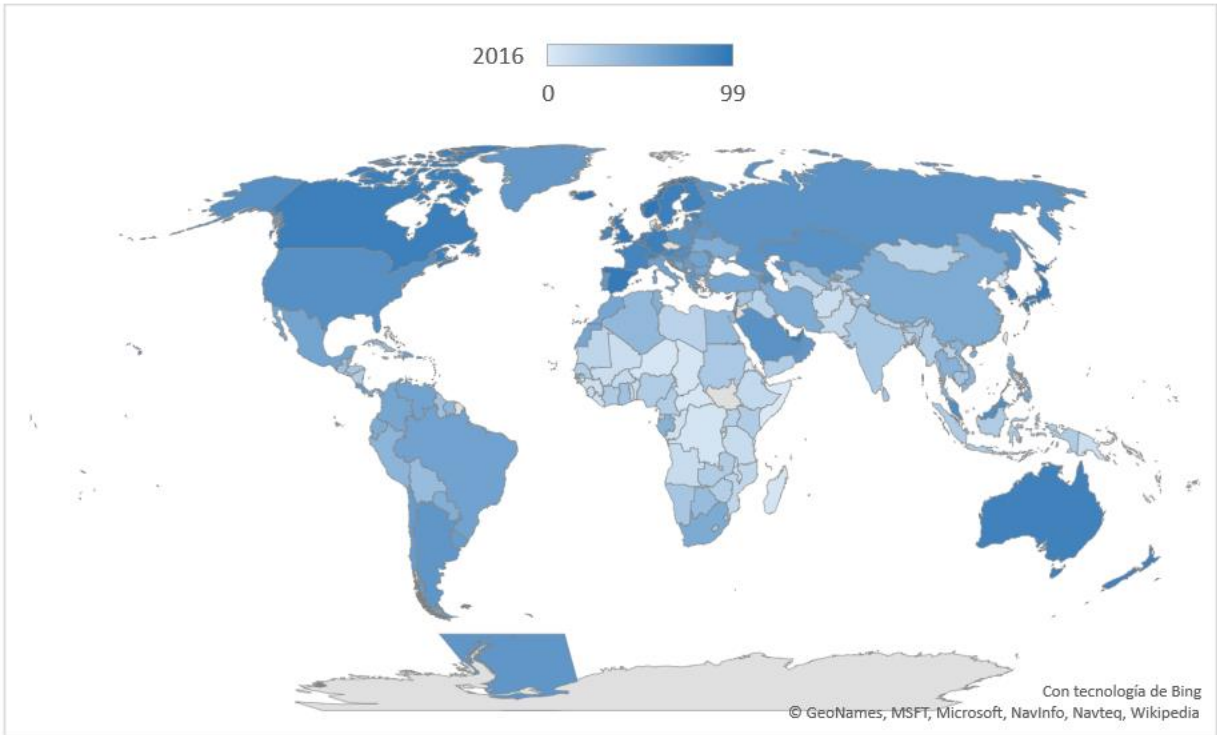 2016
0 99
Con tecnología de Bing
© GeoNames, MSFT, Microsoft, NavInfo, Navteq, Wikipedia